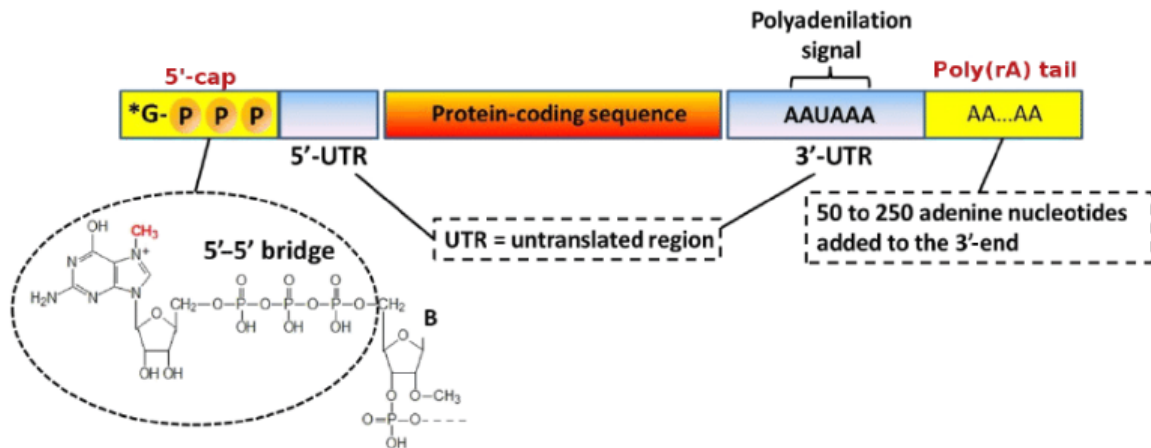 Polyadenilation
signal
5'-cap
Poly(rA) tail
*G-P P P
Protein-coding sequence
AAUAAA
AA...AA
5'-UTR
3'-UTR
UTR = untranslated region
50 to 250 adenine nucleotides
added to the 3'-end
5'–5' bridge
OH
CH₃
N
N⁺
H₂N
N
N
O
CH₂—O—P—O—P—O—P—O—CH₂
O
O
O
OH
OH
OH
B
O
OH OH
O
O—CH₃
O=P—O
OH